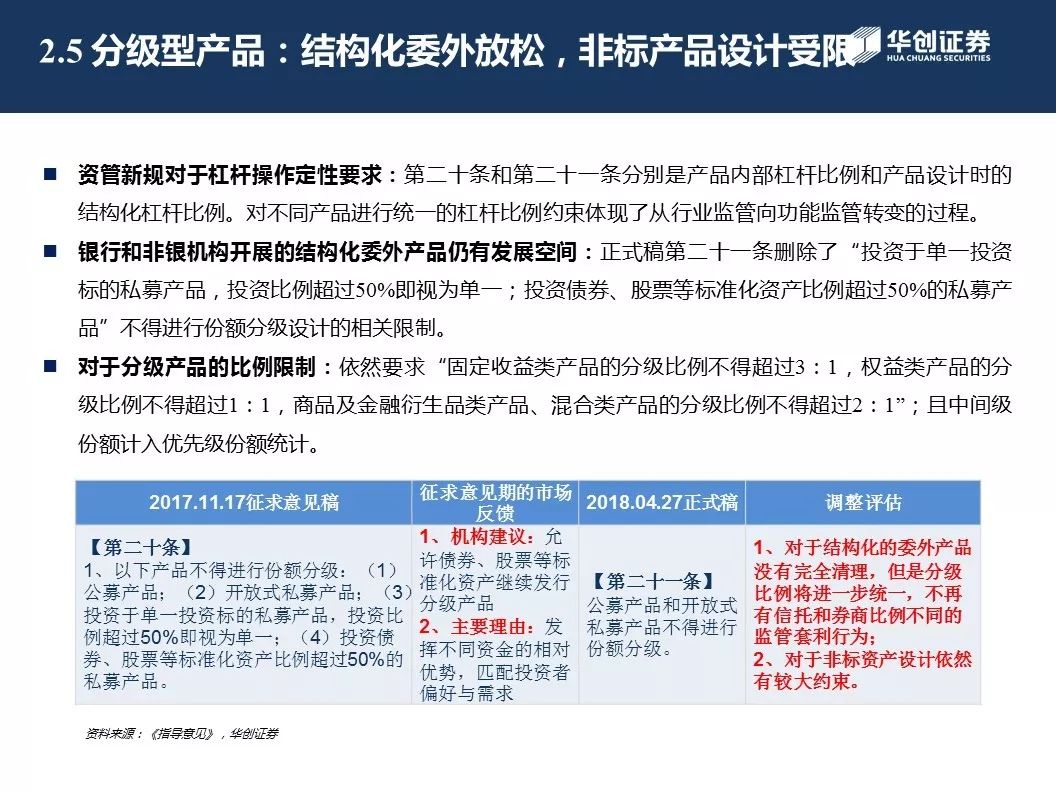 2.5 分级型产品：结构化委外放松，非标产品设计受限
华创证券
HUA CHUANG SECURITIES
资管新规对于杠杆操作定性要求：第二十条和第二十一条分别是产品内部杠杆比例和产品设计时的
结构化杠杆比例。对不同产品进行统一的杠杆比例约束体现了从行业监管向功能监管转变的过程。
银行和非银机构开展的结构化委外产品仍有发展空间：正式稿第二十一条删除了“投资于单一投资
标的私募产品，投资比例超过50%即视为单一；投资债券、股票等标准化资产比例超过50%的私募产
品”不得进行份额分级设计的相关限制。
对于分级产品的比例限制：依然要求“固定收益类产品的分级比例不得超过3：1，权益类产品的分
级比例不得超过1：1，商品及金融衍生品类产品、混合类产品的分级比例不得超过2：1”；且中间级
份额计入优先级份额统计。
2017.11.17征求意见稿
征求意见期的市场
反馈
2018.04.27正式稿
调整评估
【第二十条】
1、以下产品不得进行份额分级：（1）
公募产品；（2）开放式私募产品；（3）
投资于单一投资标的私募产品，投资比
例超过50%即视为单一；（4）投资债
券、股票等标准化资产比例超过50%的
私募产品。
1、机构建议：允
许债券、股票等标
准化资产继续发行
分级产品
2、主要理由：发
挥不同资金的相对
优势，匹配投资者
偏好与需求
【第二十一条】
公募产品和开放式
私募产品不得进行
份额分级。
1、对于结构化的委外产品
没有完全清理，但是分级
比例将进一步统一，不再
有信托和券商比例不同的
监管套利行为；
2、对于非标资产设计依然
有较大约束。
资料来源：《指导意见》，华创证券